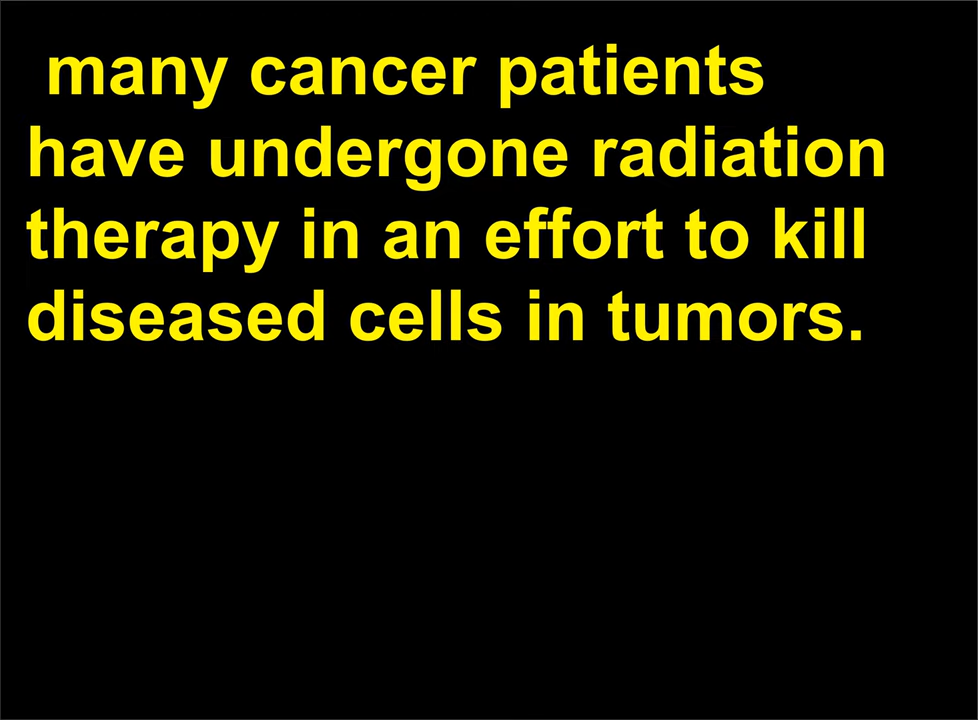 many cancer patients
have undergone radiation
therapy in an effort to kill
diseased cells in tumors.